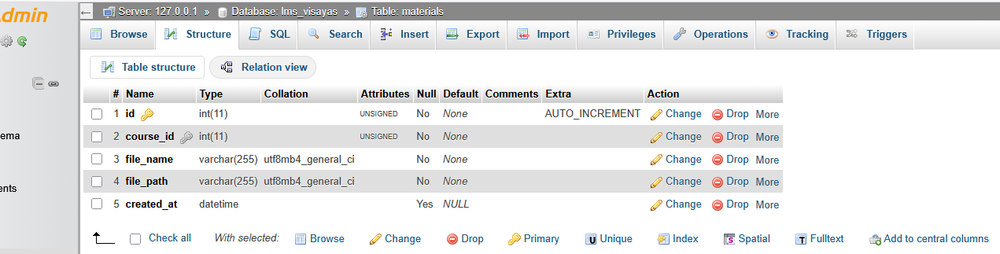 Admin
Server: 127.0.0.1 » Database: lms_visayas » Table: materials
Browse Structure SQL Search Insert Export Import Privileges Operations Tracking Triggers
Table structure Relation view
# Name Type Collation Attributes Null Default Comments Extra Action
1 id int(11) UNSIGNED No None AUTO_INCREMENT Change Drop More
2 course_id int(11) UNSIGNED No None Change Drop More
ema
3 file_name varchar(255) utf8mb4_general_ci No None Change Drop More
4 file_path varchar(255) utf8mb4_general_ci No None Change Drop More
ents
5 created_at datetime Yes NULL Change Drop More
Check all With selected: Browse Change Drop Primary Unique Index Spatial Fulltext Add to central columns